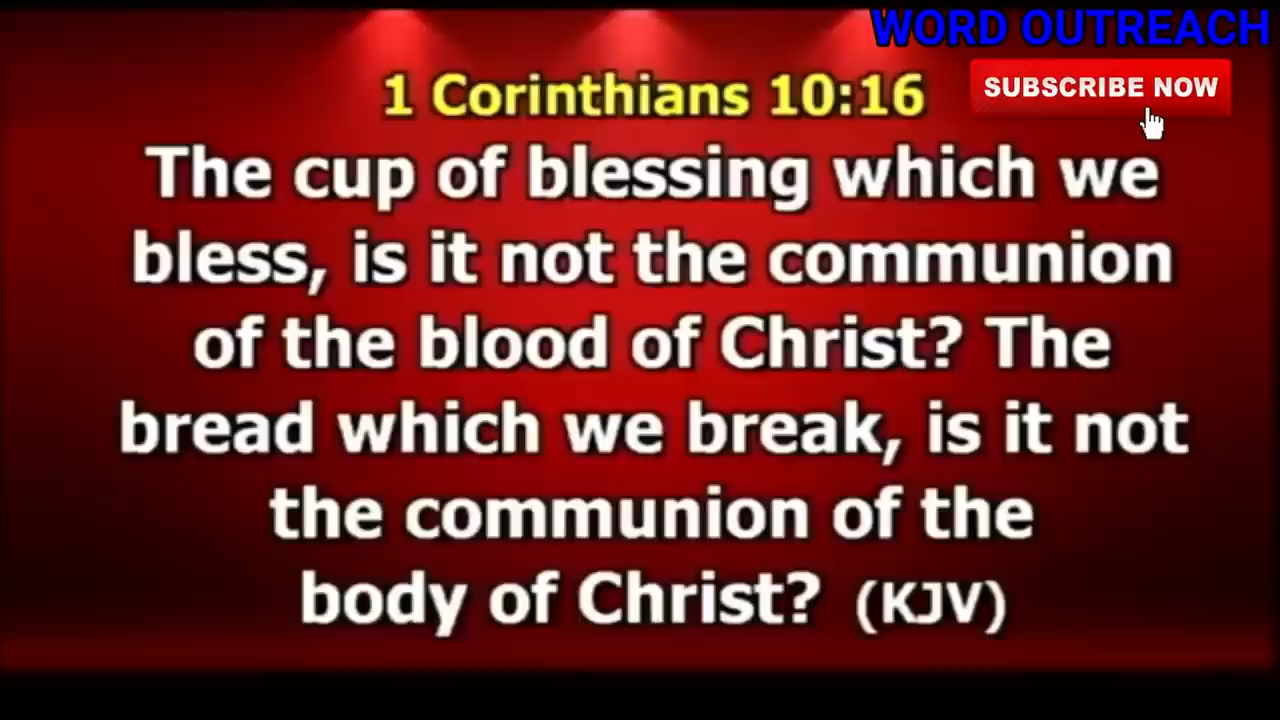 WORD OUTREACH
SUBSCRIBE NOW
1 Corinthians 10:16
The cup of blessing which we
bless, is it not the communion
of the blood of Christ? The
bread which we break, is it not
the communion of the
body of Christ? (KJV)